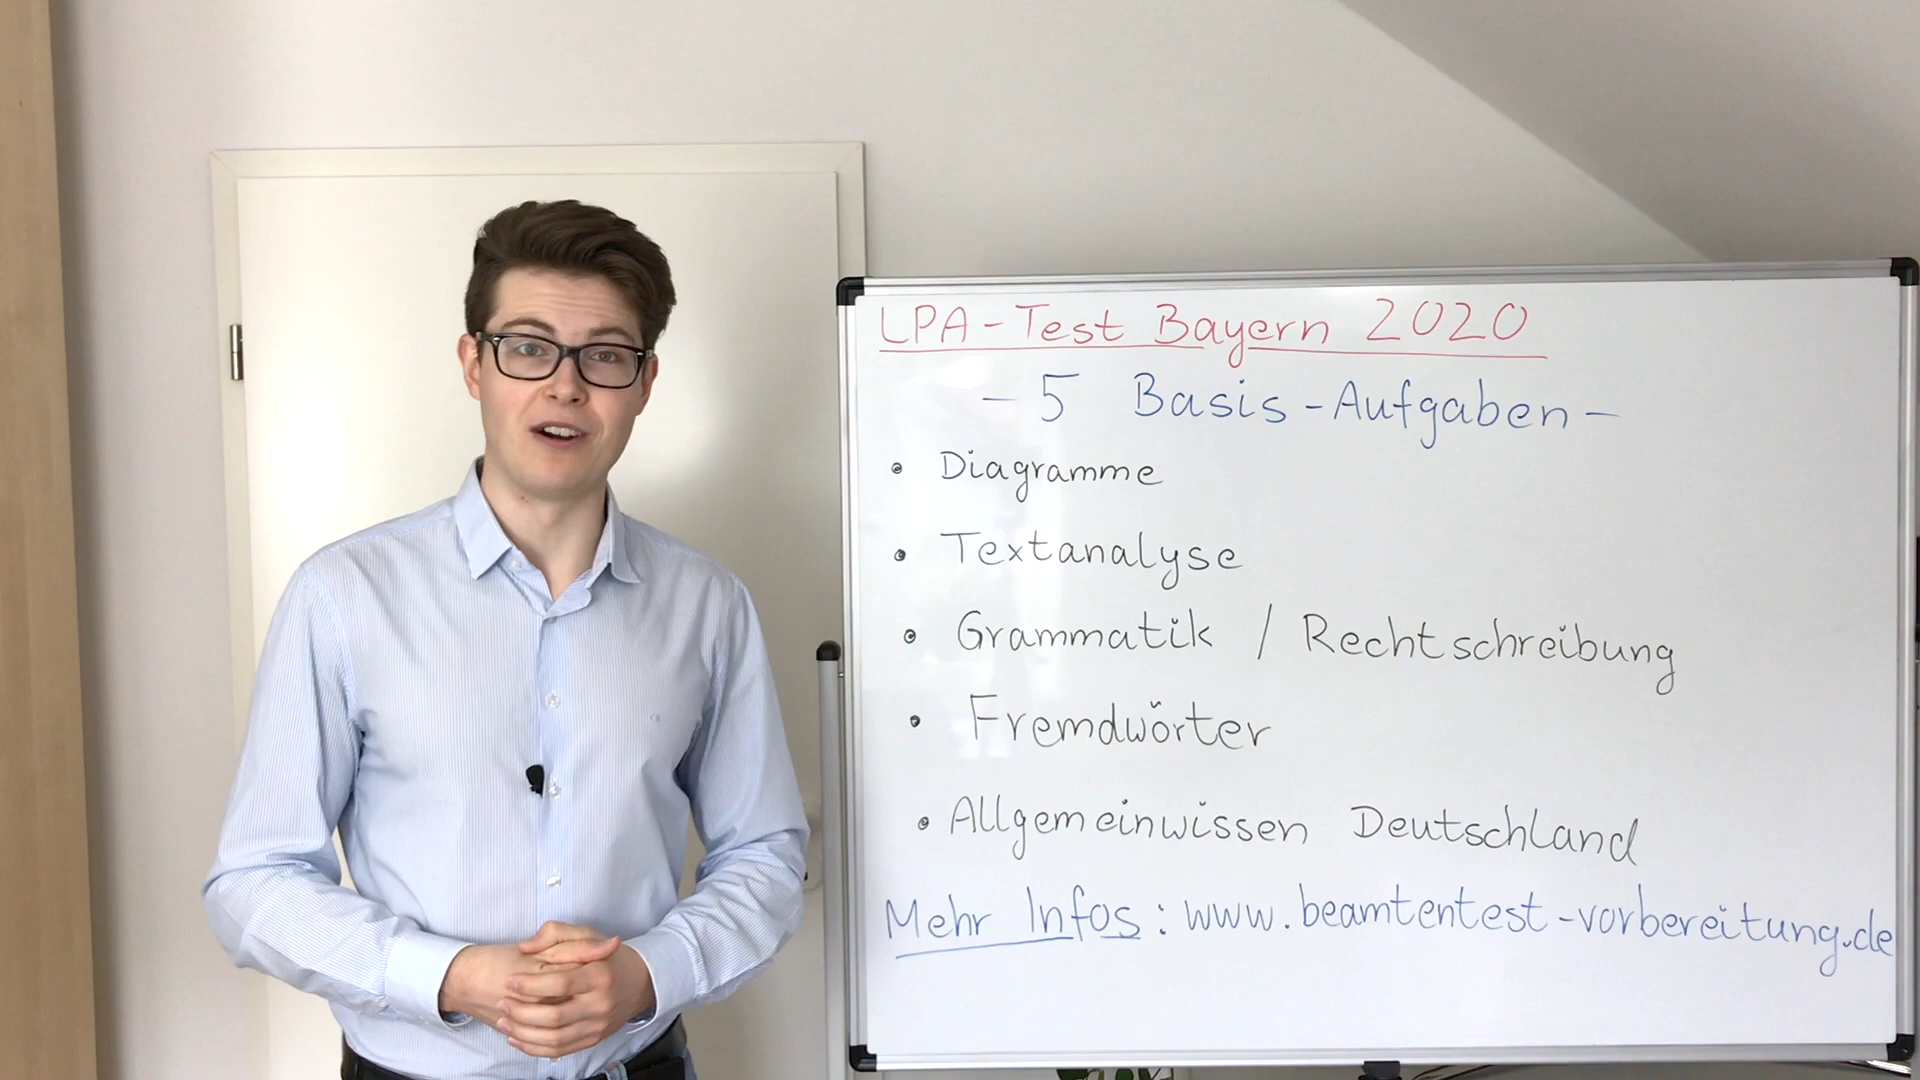 LPA-Test Bayern 2020
- 5 Basis-Aufgaben -
• Diagramme
• Textanalyse
• Grammatik / Rechtschreibung
• Fremdwörter
• Allgemeinwissen Deutschland
Mehr Infos: www.beamtentest-vorbereitung.de